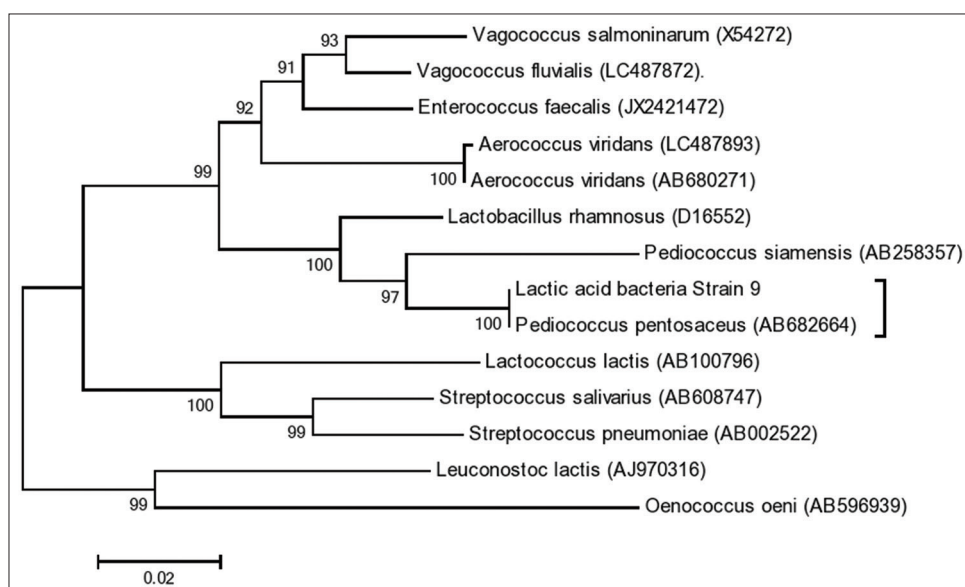 93
Vagococcus salmoninarum (X54272)
91
Vagococcus fluvialis (LC487872).
92
Enterococcus faecalis (JX2421472)
Aerococcus viridans (LC487893)
99
100
Aerococcus viridans (AB680271)
Lactobacillus rhamnosus (D16552)
100
Pediococcus siamensis (AB258357)
97
Lactic acid bacteria Strain 9
100
Pediococcus pentosaceus (AB682664)
Lactococcus lactis (AB100796)
100
Streptococcus salivarius (AB608747)
99
Streptococcus pneumoniae (AB002522)
Leuconostoc lactis (AJ970316)
99
Oenococcus oeni (AB596939)
0.02